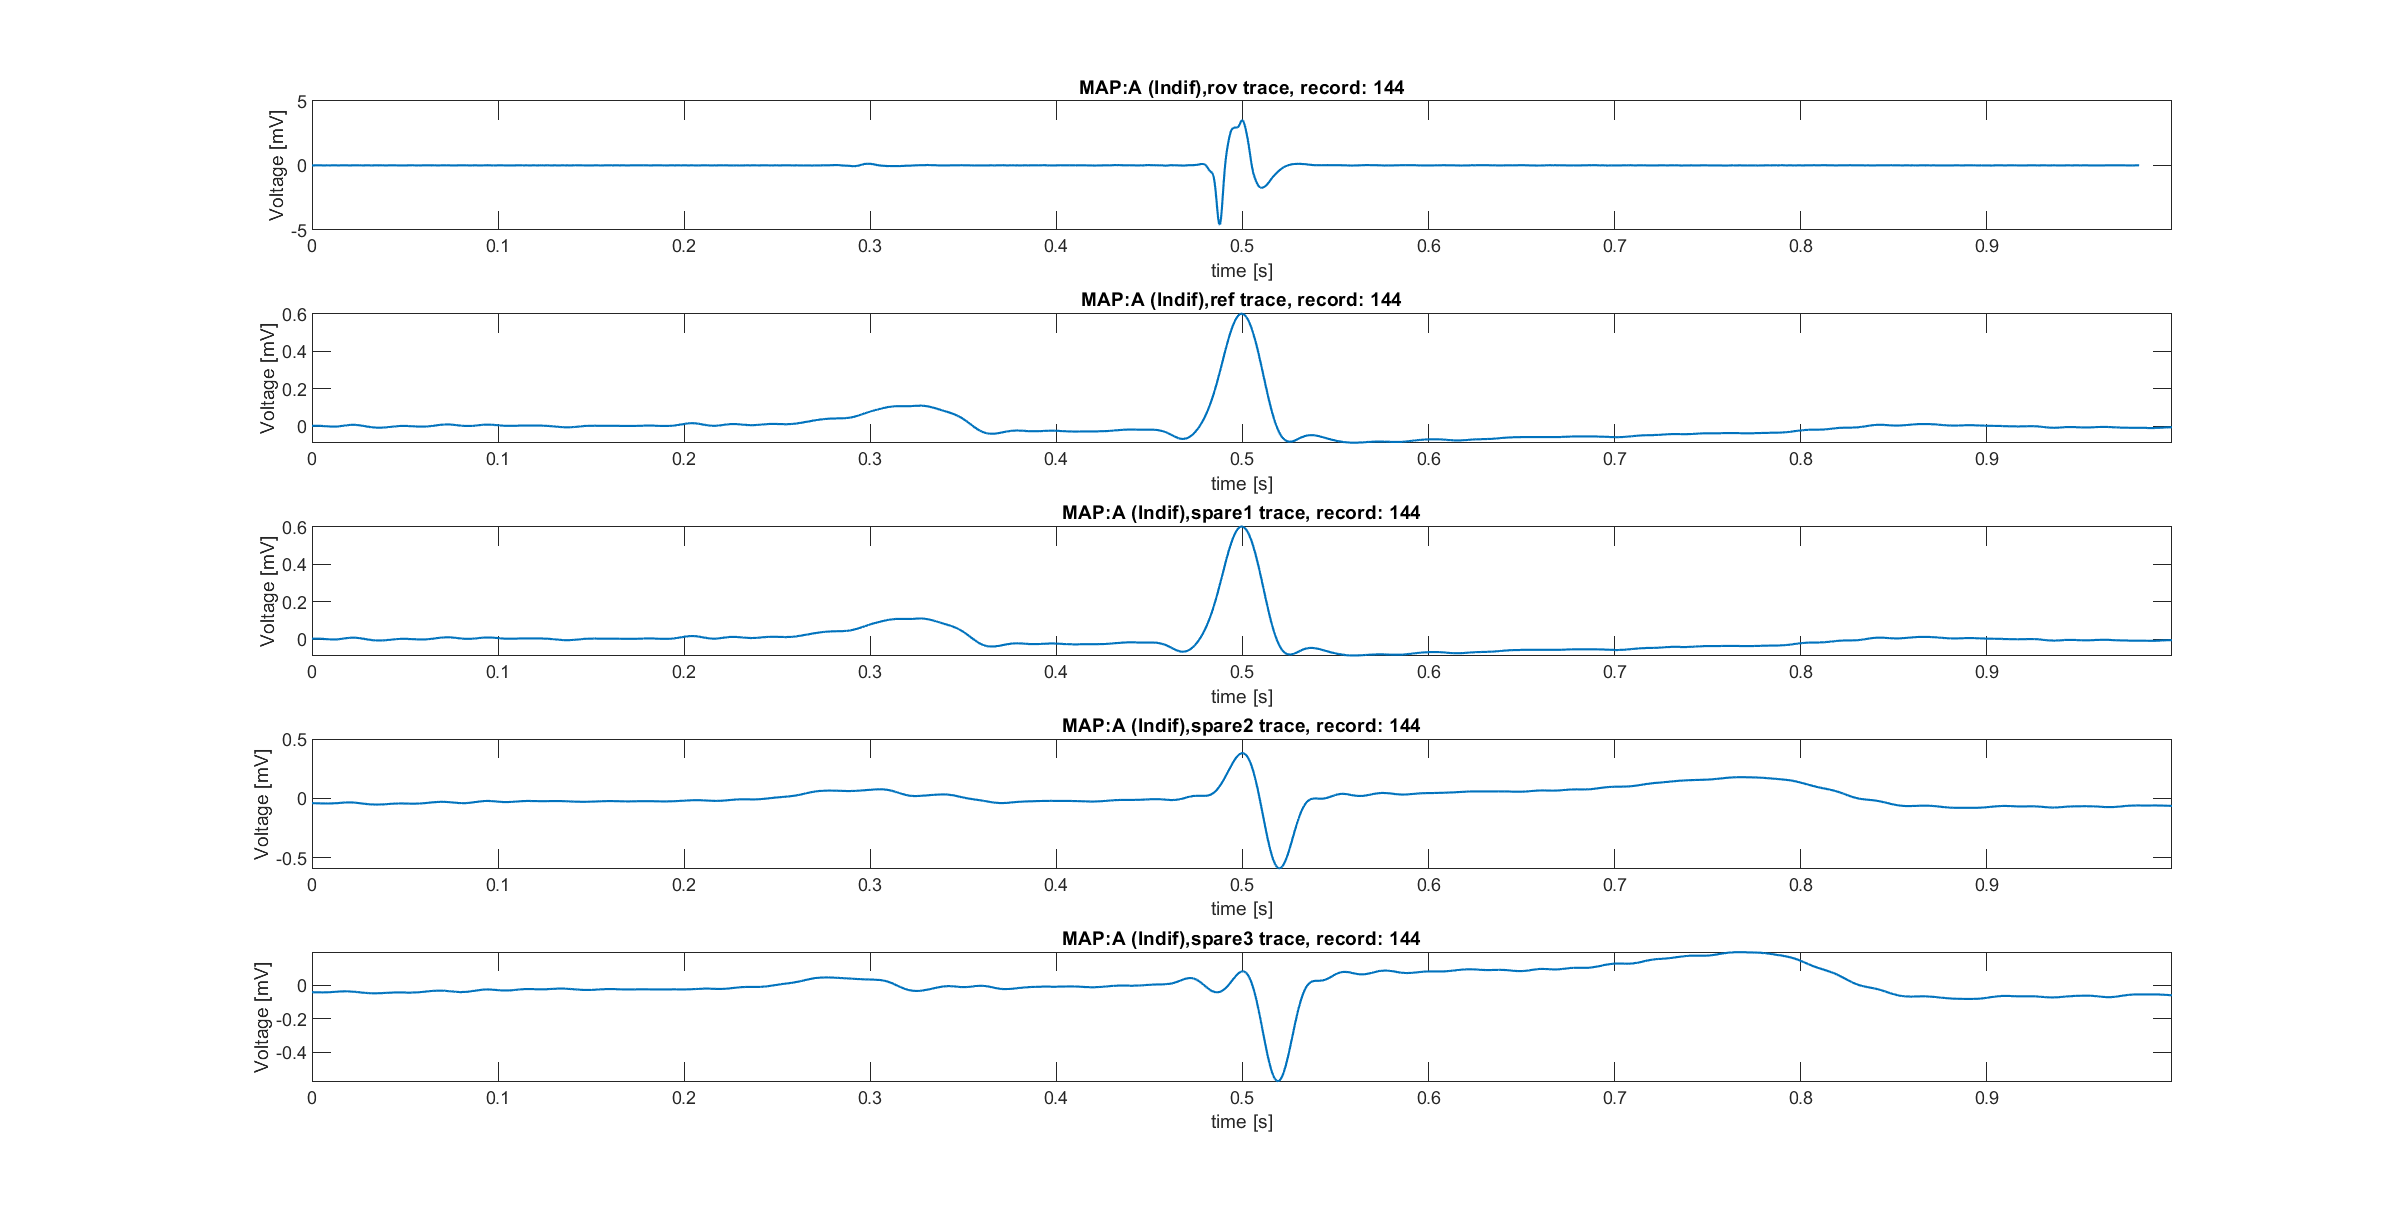 MAP:A (Indif),rov trace, record: 144
Voltage [mV]
5
0
-5
0 0.1 0.2 0.3 0.4 0.5 0.6 0.7 0.8 0.9
time [s]
MAP:A (Indif),ref trace, record: 144
Voltage [mV]
0.6
0.4
0.2
0
0 0.1 0.2 0.3 0.4 0.5 0.6 0.7 0.8 0.9
time [s]
MAP:A (Indif),spare1 trace, record: 144
Voltage [mV]
0.6
0.4
0.2
0
0 0.1 0.2 0.3 0.4 0.5 0.6 0.7 0.8 0.9
time [s]
MAP:A (Indif),spare2 trace, record: 144
Voltage [mV]
0.5
0
-0.5
0 0.1 0.2 0.3 0.4 0.5 0.6 0.7 0.8 0.9
time [s]
MAP:A (Indif),spare3 trace, record: 144
Voltage [mV]
0
-0.2
-0.4
0 0.1 0.2 0.3 0.4 0.5 0.6 0.7 0.8 0.9
time [s]